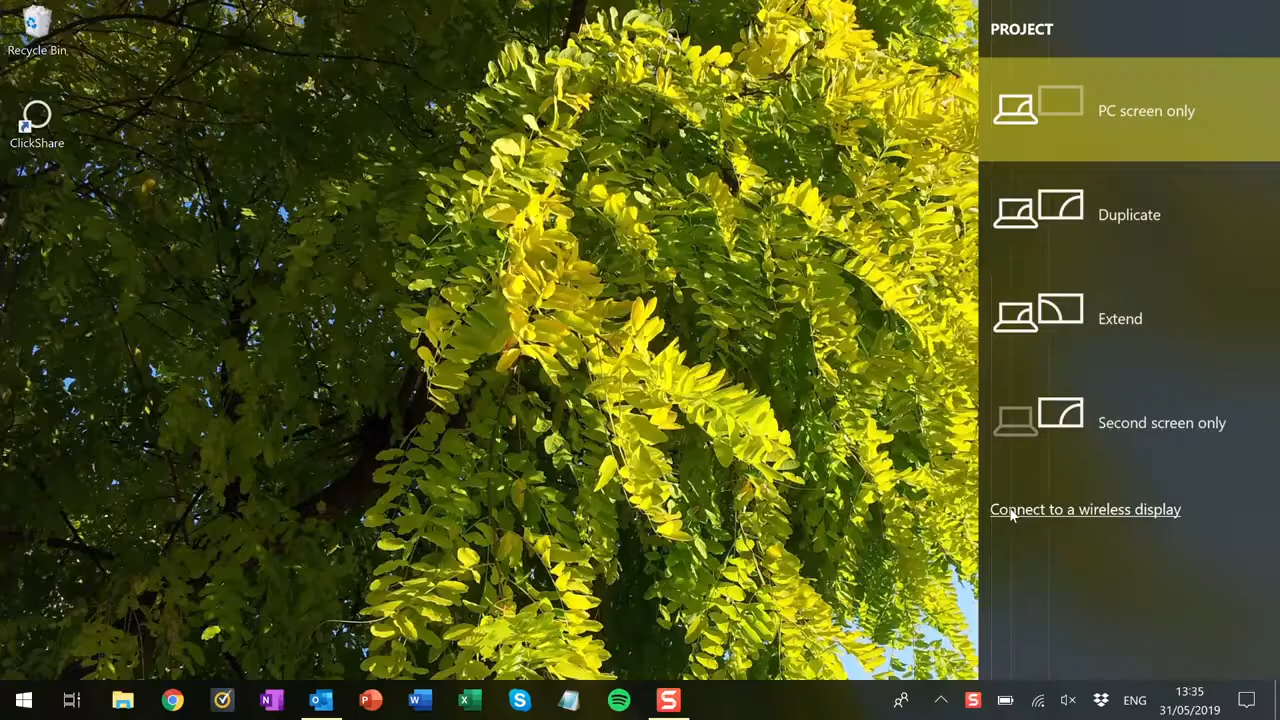 Recycle Bin
ClickShare
PROJECT
PC screen only
Duplicate
Extend
Second screen only
Connect to a wireless display
ENG
13:35
31/05/2019